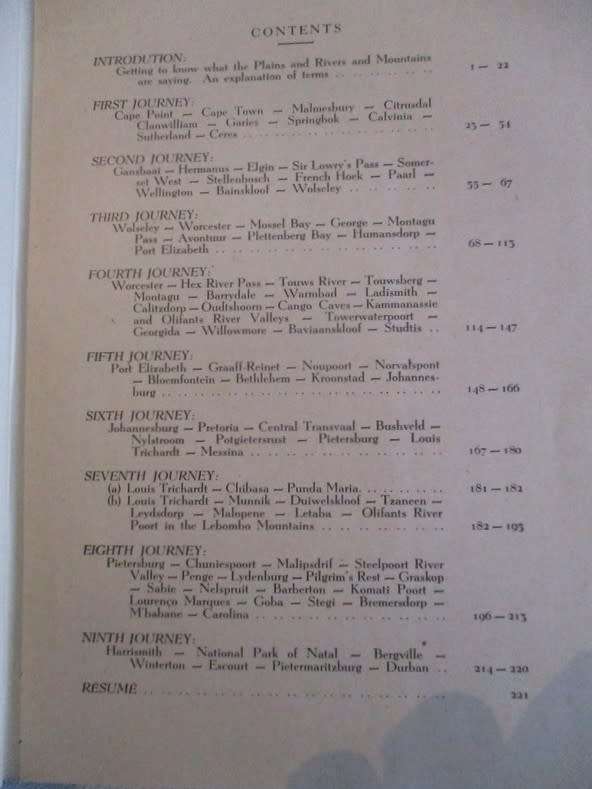 CONTENTS
INTRODUTION:
Getting to know what the Plains and Rivers and Mountains
are saying. An explanation of terms .. .. .. .. .. .. 1 — 22
FIRST JOURNEY:
Cape Point — Cape Town — Malmesbury — Citrusdal
Clanwilliam — Garies — Springbok — Calvinia —
Sutherland — Ceres .. .. .. .. .. .. .. .. .. .. .. 23 — 54
SECOND JOURNEY:
Gansbaai — Hermanus — Elgin — Sir Lowry's Pass — Somer-
set West — Stellenbosch — French Hoek — Paarl —
Wellington — Bainskloof — Wolseley .. .. .. .. .. 55 — 67
THIRD JOURNEY:
Wolseley — Worcester — Mossel Bay — George — Montagu
Pass — Avontuur — Plettenberg Bay — Humansdorp —
Port Elizabeth .. .. .. .. .. .. .. .. .. .. .. .. 68 — 113
FOURTH JOURNEY:
Worcester — Hex River Pass — Touws River — Touwsberg —
Montagu — Barrydale — Warmbad — Ladismith —
Calitzdorp — Oudtshoorn — Cango Caves — Kammanassie
and Olifants River Valleys — Towerwaterpoort —
Georgida — Willowmore — Baviaanskloof — Studtis .. 114 — 147
FIFTH JOURNEY:
Port Elizabeth — Graaff-Reinet — Noupoort — Norvalspont
— Bloemfontein — Bethlehem — Kroonstad — Johannes-
burg .. .. .. .. .. .. .. .. .. .. .. .. .. .. .. 148 — 166
SIXTH JOURNEY:
Johannesburg — Pretoria — Central Transvaal — Bushveld —
Nylstroom — Potgietersrust — Pietersburg — Louis
Trichardt — Messina .. .. .. .. .. .. .. .. .. .. 167 — 180
SEVENTH JOURNEY:
(a) Louis Trichardt — Chibasa — Punda Maria. .. .. .. .. 181 — 182
(b) Louis Trichardt — Munnik — Duiwelskloof — Tzaneen —
Leydsdorp — Malopene — Letaba — Olifants River
Poort in the Lebombo Mountains .. .. .. .. .. .. 182 — 195
EIGHTH JOURNEY:
Pietersburg — Chuniespoort — Malipsdrif — Steelpoort River
Valley — Penge — Lydenburg — Pilgrim's Rest — Graskop
— Sabie — Nelspruit — Barberton — Komati Poort —
Lourenço Marques — Goba — Stegi — Bremersdorp —
M'babane — Carolina .. .. .. .. .. .. .. .. .. .. 196 — 213
NINTH JOURNEY:
Harrismith — National Park of Natal — Bergville —
Winterton — Escourt — Pietermaritzburg — Durban .. 214 — 220
RESUMÉ .. .. .. .. .. .. .. .. .. .. .. .. .. .. .. 221